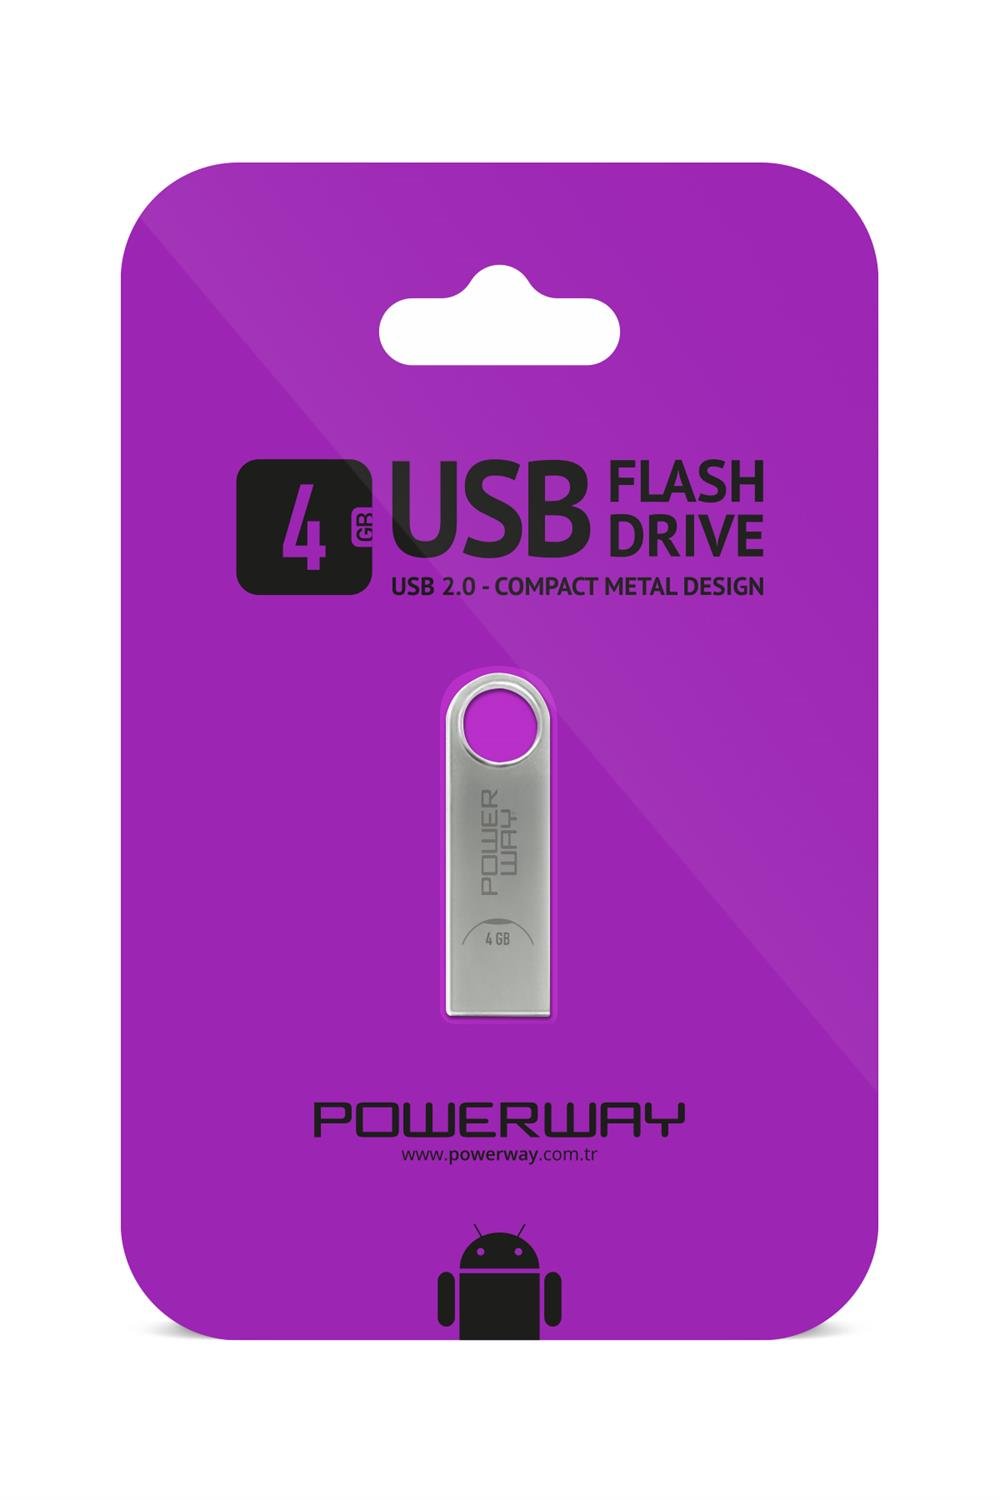 4 GB
USB FLASH
DRIVE
USB 2.0 - COMPACT METAL DESIGN
POWER
WAY
4 GB
POWERWAY
www.powerway.com.tr